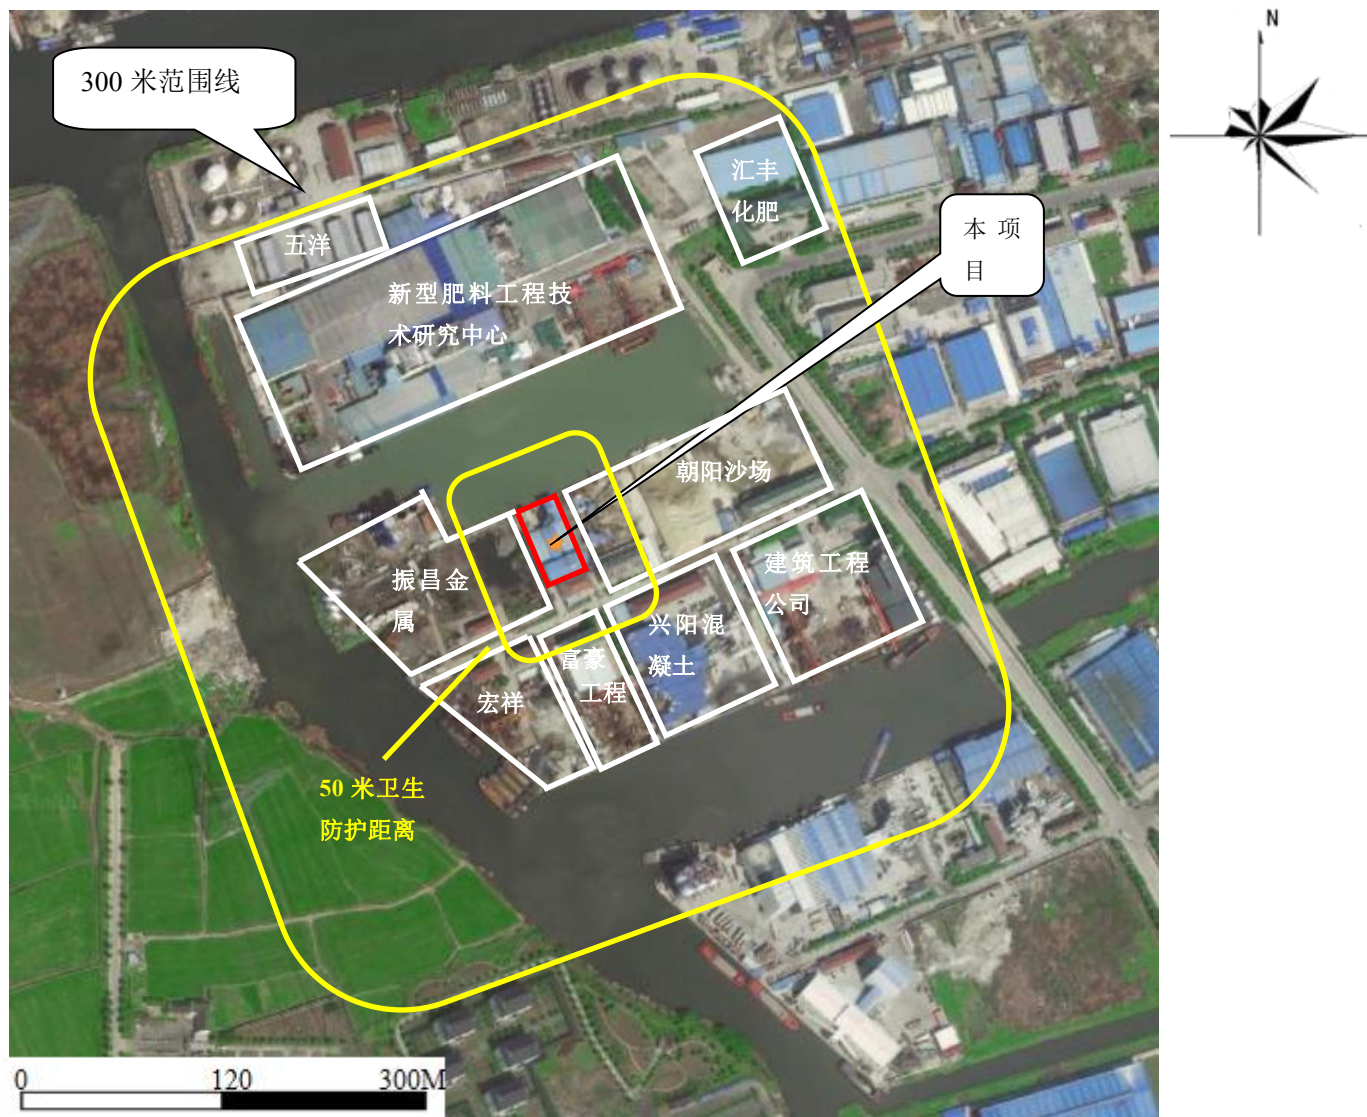 300 米范围线
N
汇丰
化肥
本 项
目
五洋
新型肥料工程技
术研究中心
朝阳沙场
建筑工程
公司
振昌金
属
兴阳混
凝土
富豪
工程
宏祥
50 米卫生
防护距离
0 120 300M